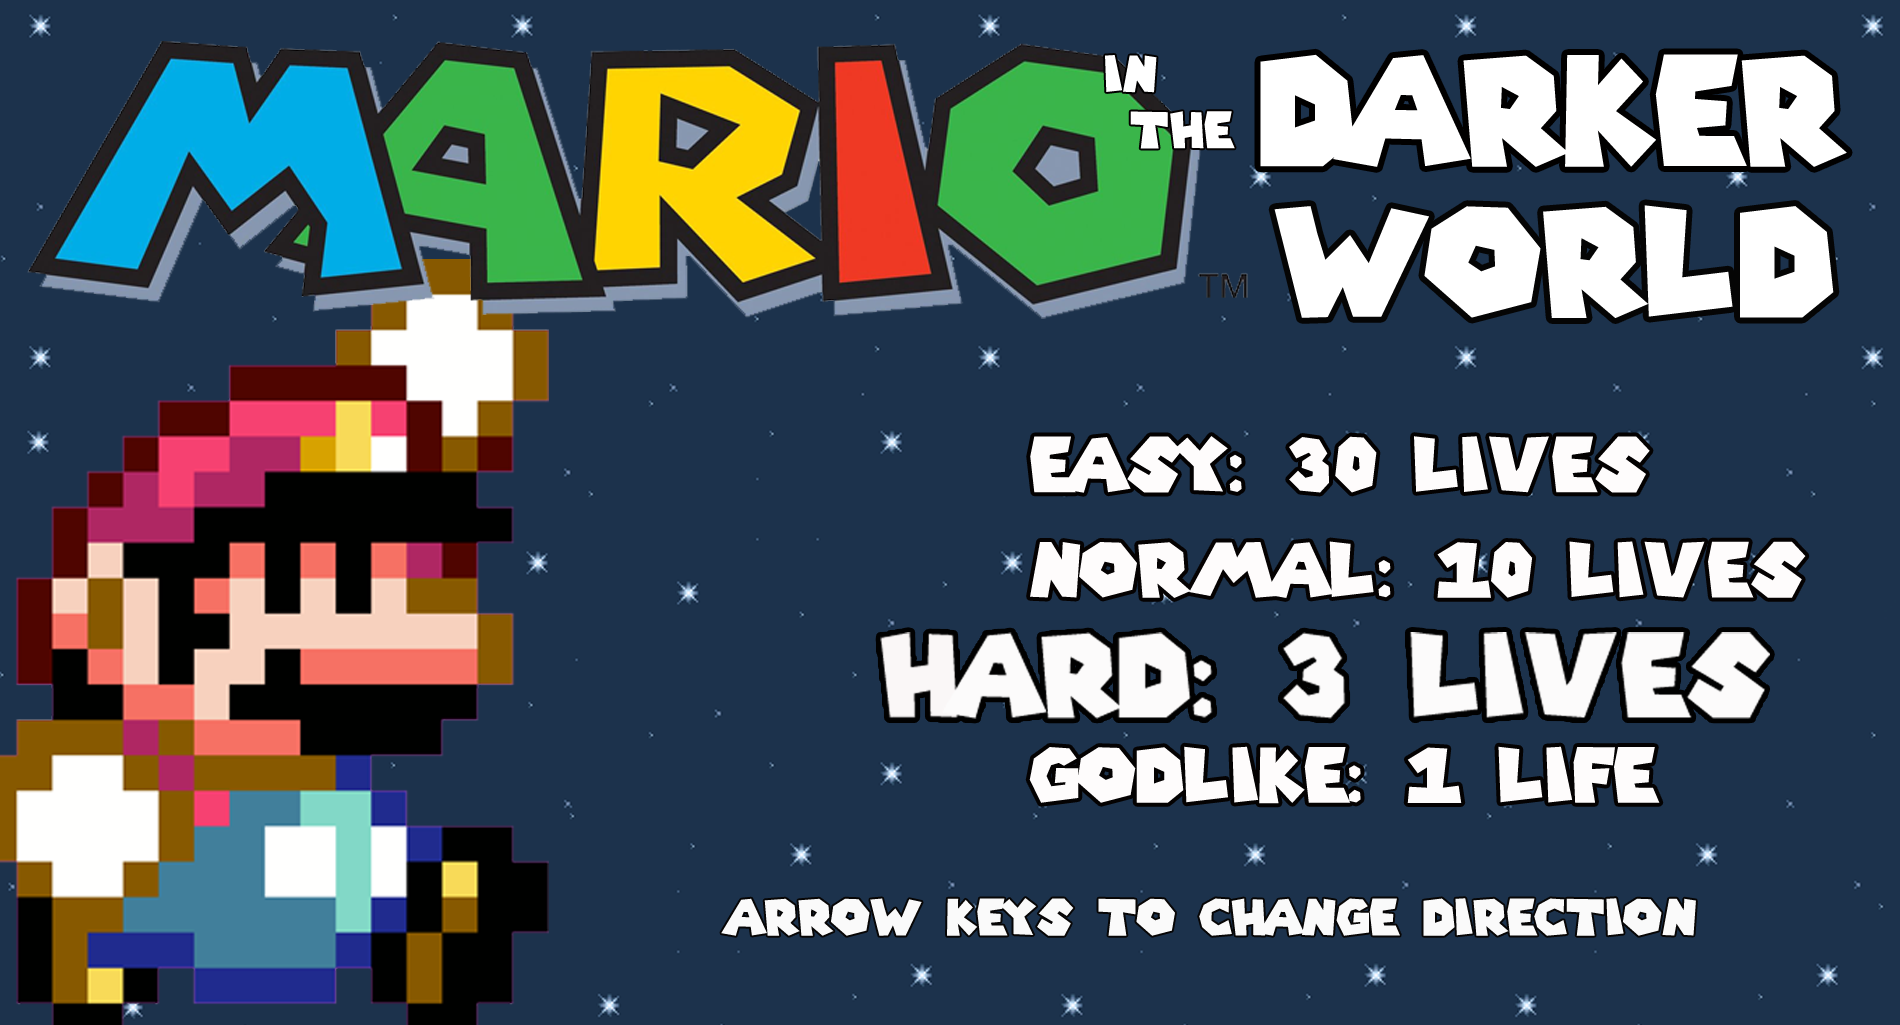 MARIO IN THE DARKER WORLD
TM
EASY: 30 LIVES
NORMAL: 10 LIVES
HARD: 3 LIVES
GODLIKE: 1 LIFE
ARROW KEYS TO CHANGE DIRECTION